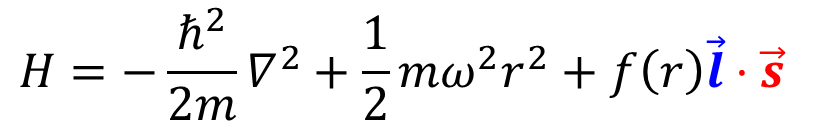 H = −ħ²/2m ∇² + 1/2 mω²r² + f(r)l⃗ · s⃗